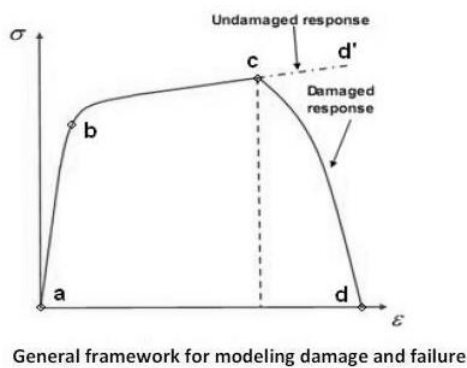 Undamaged response
σ
d'
c
Damaged
response
b
a
d
ε
General framework for modeling damage and failure